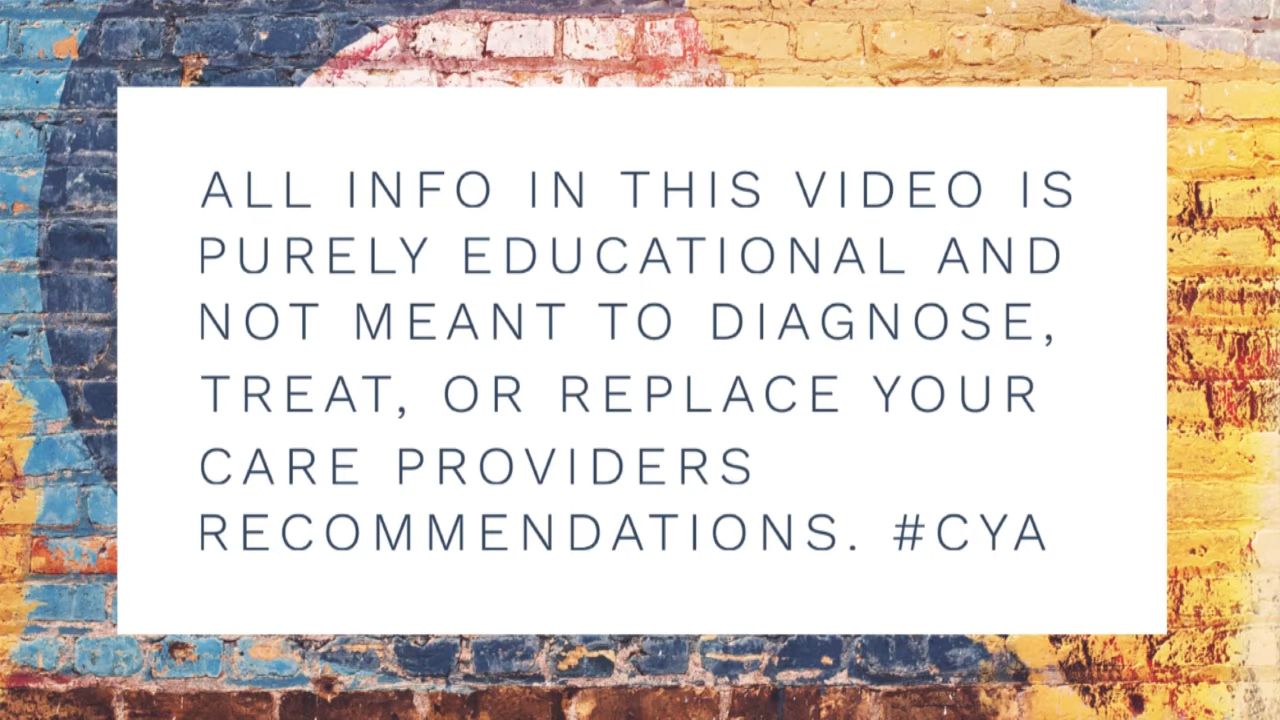 ALL INFO IN THIS VIDEO IS
PURELY EDUCATIONAL AND
NOT MEANT TO DIAGNOSE,
TREAT, OR REPLACE YOUR
CARE PROVIDERS
RECOMMENDATIONS. #CYA